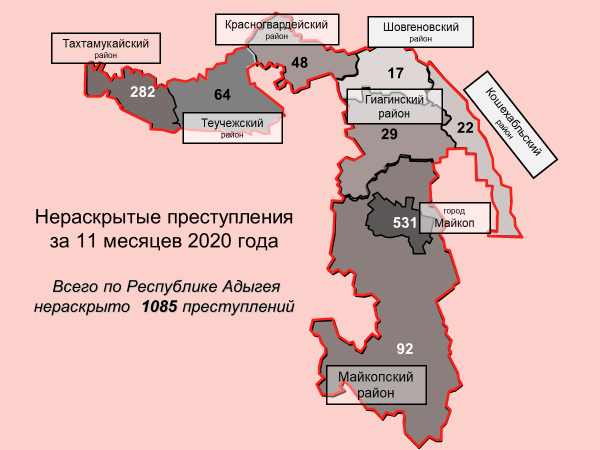 Красногвардейский
район
Шовгеновский
район
Тахтамукайский
район
48
17
282
64
Гиагинский
район
Кошехабльский
район
Теучежский
район
29
22
город
Майкоп
531
Нераскрытые преступления
за 11 месяцев 2020 года
Всего по Республике Адыгея
нераскрыто 1085 преступлений
92
Майкопский
район